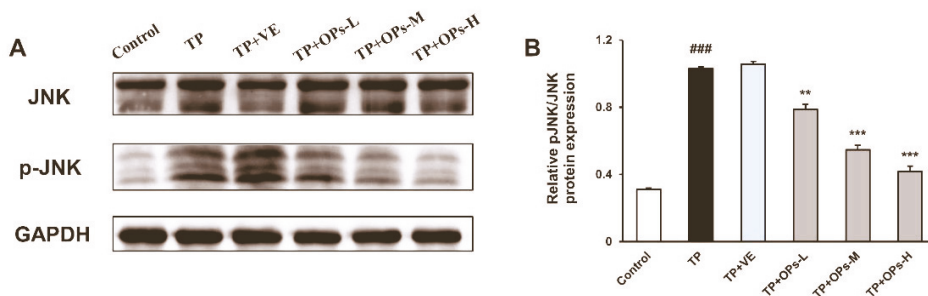 A
Control
TP
TP+VE
TP+OPs-L
TP+OPs-M
TP+OPs-H
JNK
p-JNK
GAPDH
B
Relative pJNK/JNK
protein expression
1.2
0.8
0.4
0
###
**
***
***
Control
TP
TP+VE
TP+OPs-L
TP+OPs-M
TP+OPs-H